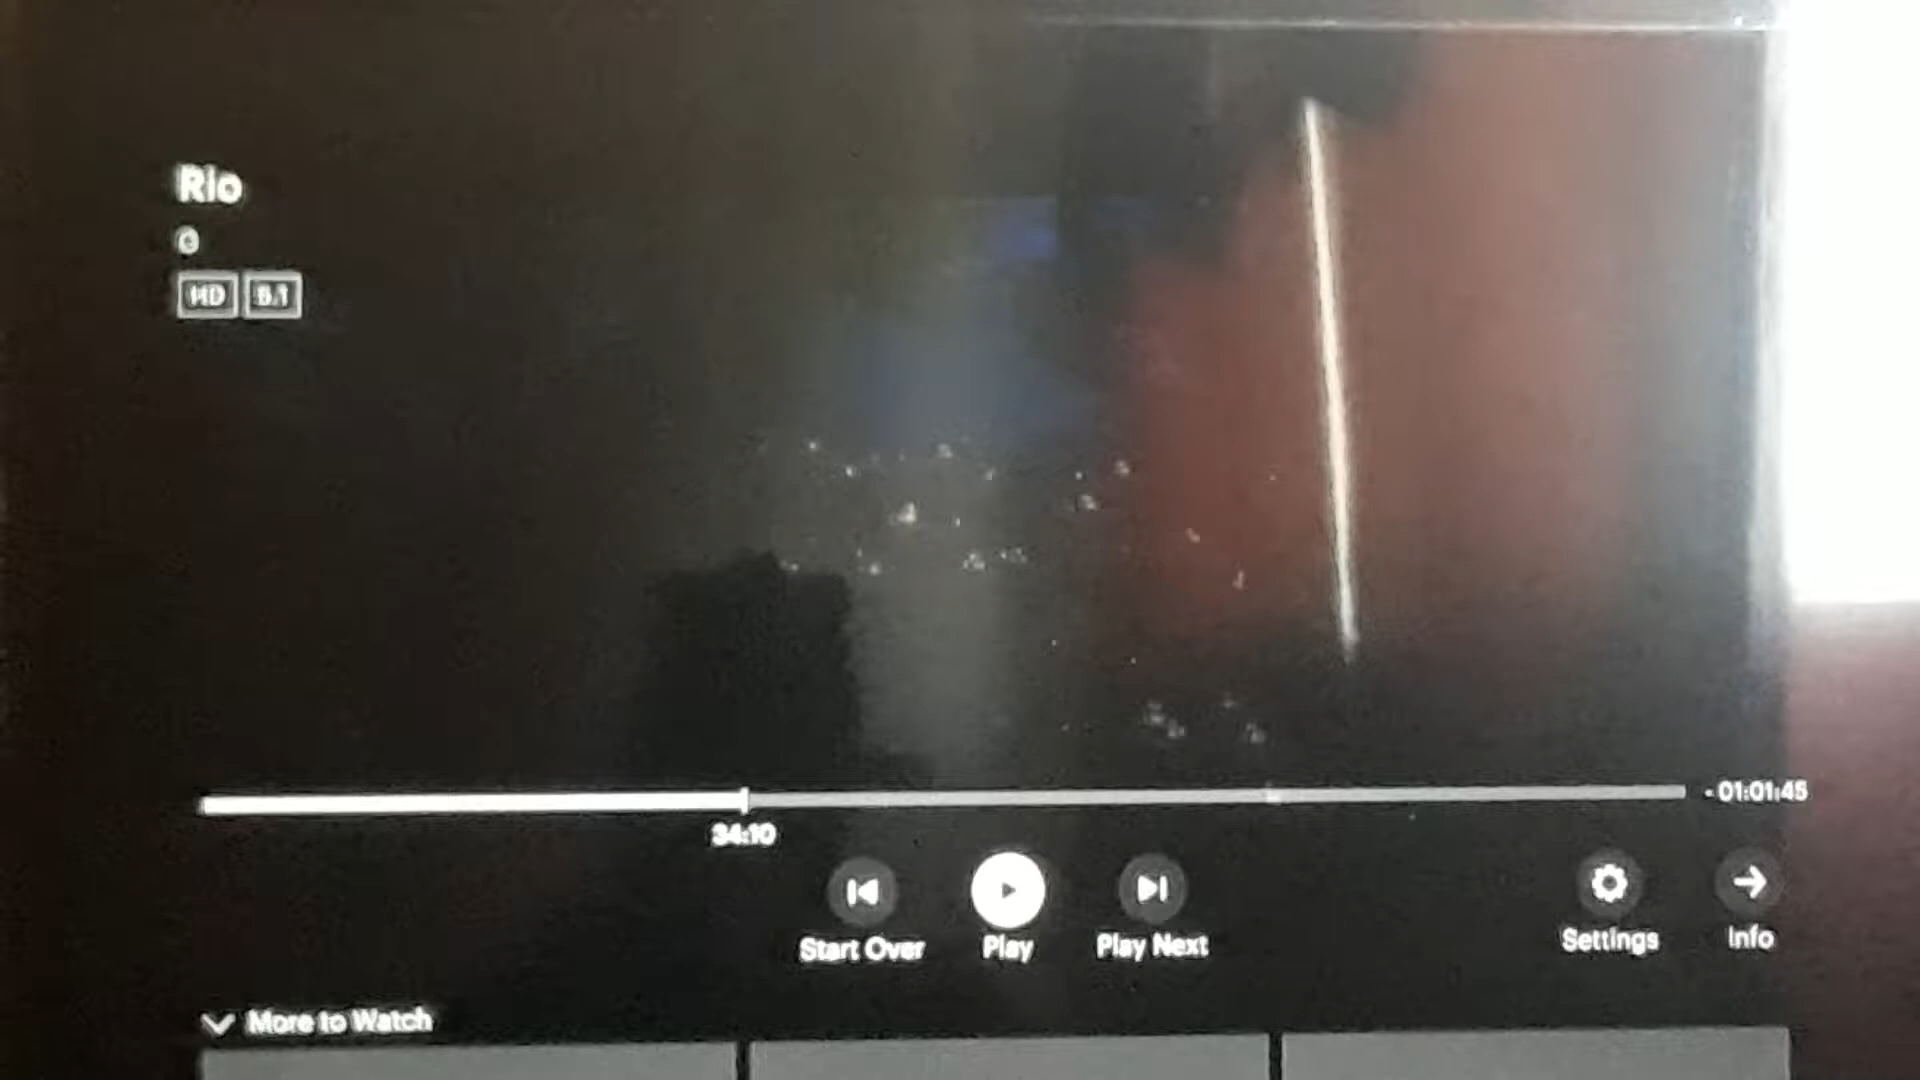 Rio
G
HD 5.1
-01:01:45
34:10
Start Over Play Play Next Settings Info
More to Watch